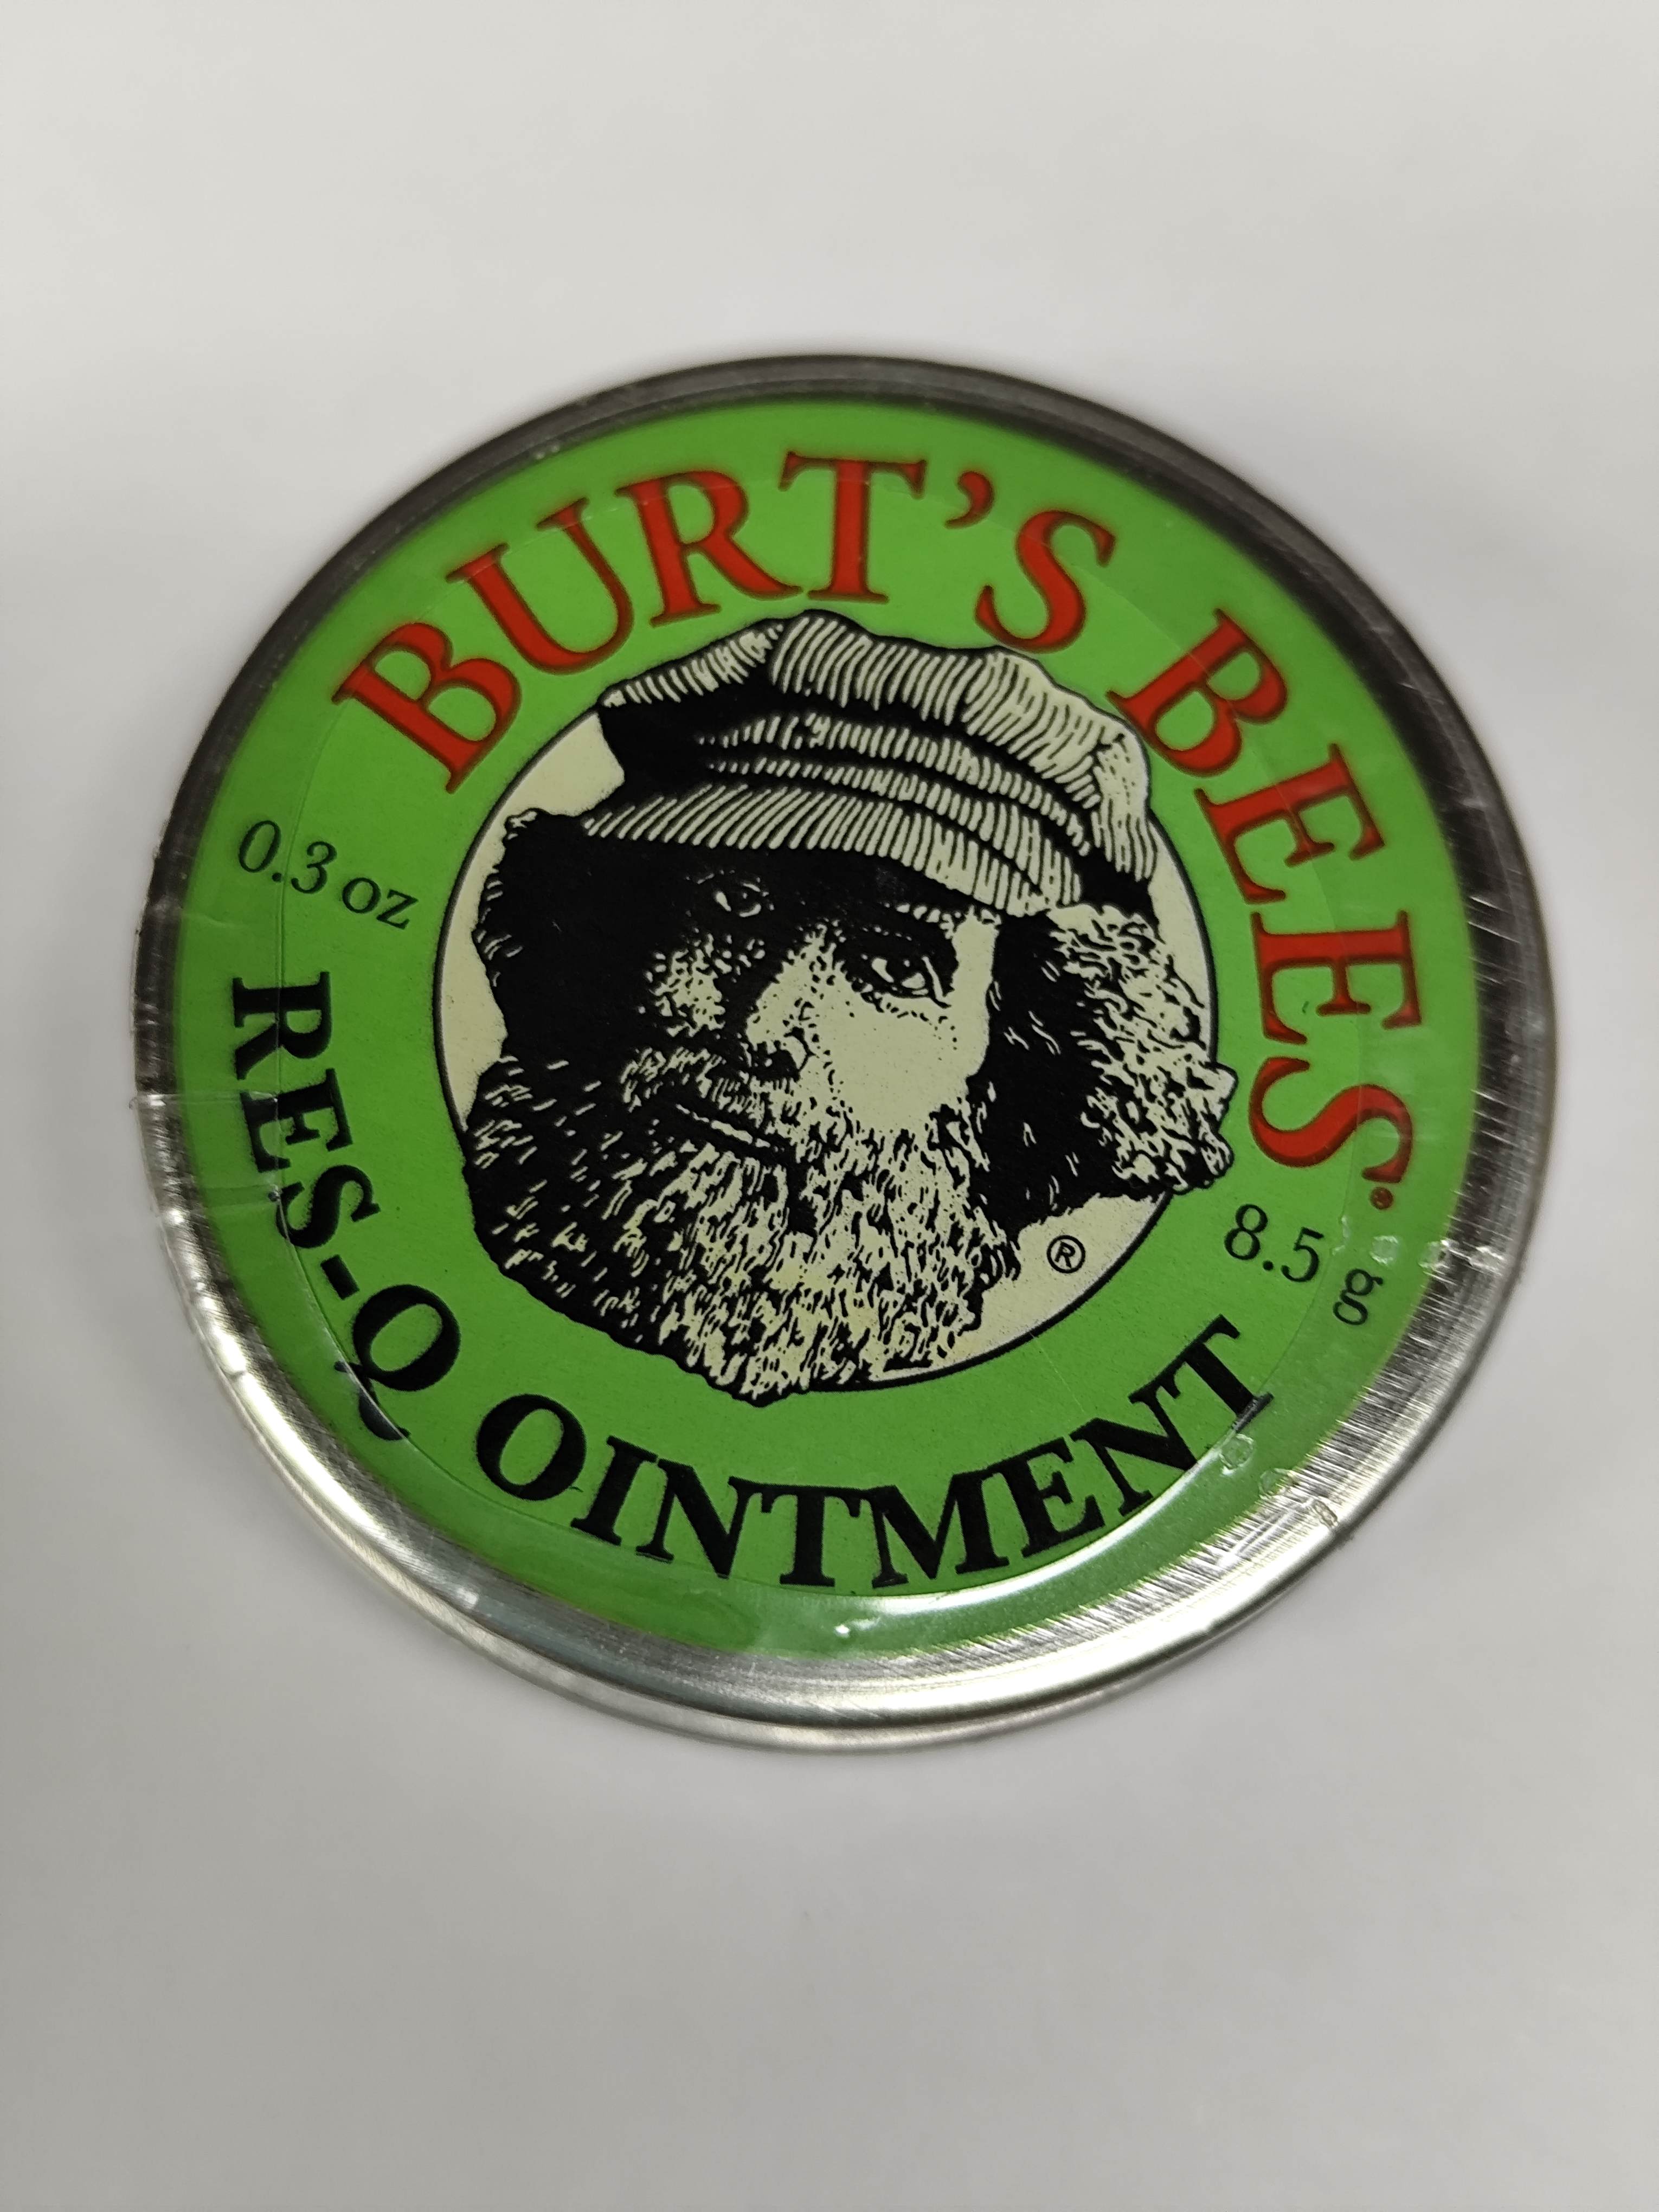 BURT'S BEES®
0.3 oz
8.5 g
®
RES-Q OINTMENT